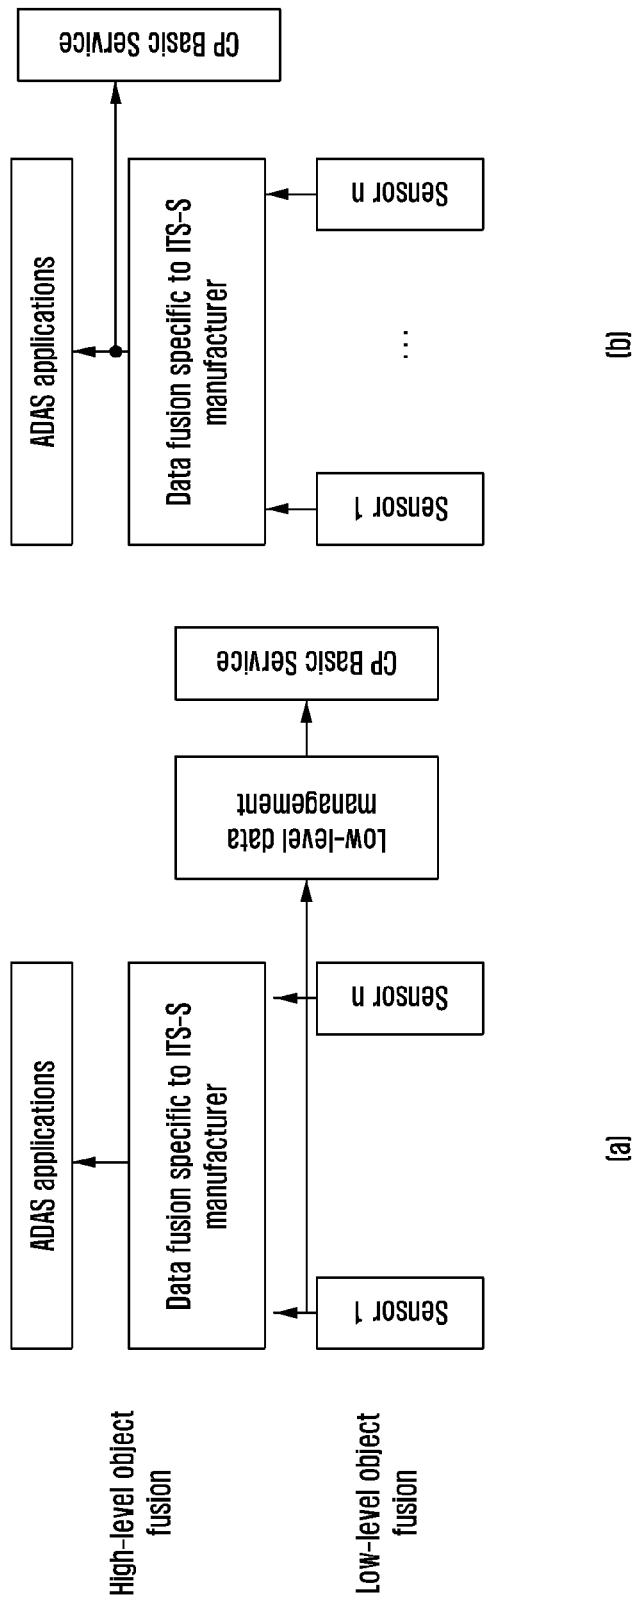 High-level object
fusion
Low-level object
fusion
ADAS applications
Data fusion specific to ITS-S
manufacturer
Sensor 1
Sensor n
Low-level data
management
CP Basic Service
(a)
ADAS applications
CP Basic Service
Data fusion specific to ITS-S
manufacturer
Sensor 1
...
Sensor n
(b)